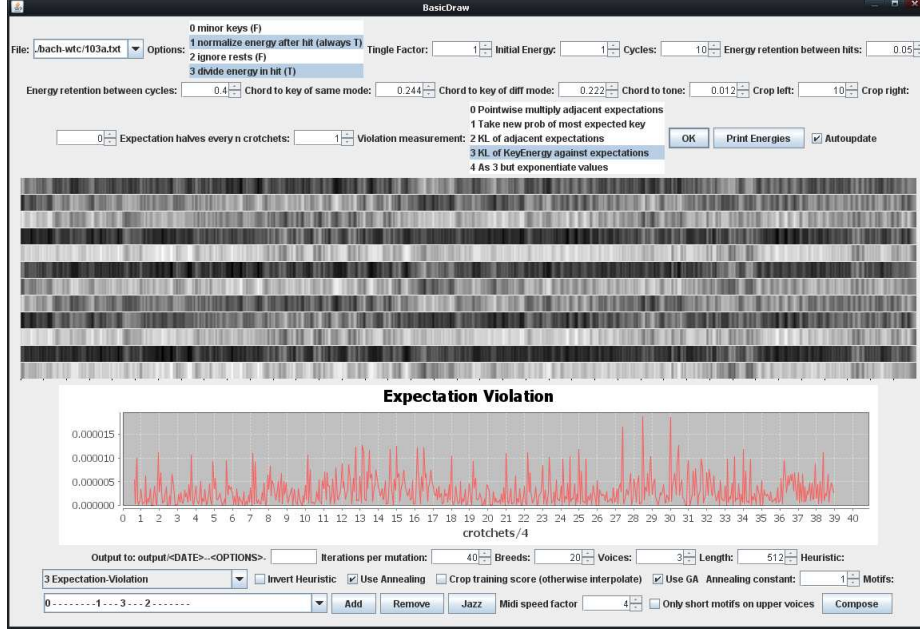 BasicDraw
0 minor keys (F)
File: ./bach-wtc/103a.txt Options: 1 normalize energy after hit (always T) Tingle Factor: 1 Initial Energy: 1 Cycles: 10 Energy retention between hits: 0.05
2 ignore rests (F)
3 divide energy in hit (T)
Energy retention between cycles: 0.4 Chord to key of same mode: 0.244 Chord to key of diff mode: 0.222 Chord to tone: 0.012 Crop left: 10 Crop right:
0 Pointwise multiply adjacent expectations
1 Take new prob of most expected key
0 Expectation halves every n crotchets: 1 Violation measurement: 2 KL of adjacent expectations OK Print Energies Autoupdate
3 KL of KeyEnergy against expectations
4 As 3 but exponentiate values
Expectation Violation
0.000015
0.000010
0.000005
0.000000
0 1 2 3 4 5 6 7 8 9 10 11 12 13 14 15 16 17 18 19 20 21 22 23 24 25 26 27 28 29 30 31 32 33 34 35 36 37 38 39 40
crotchets/4
Output to: output/<DATE>--<OPTIONS>- Iterations per mutation: 40 Breeds: 20 Voices: 3 Length: 512 Heuristic:
3 Expectation-Violation Invert Heuristic Use Annealing Crop training score (otherwise interpolate) Use GA Annealing constant: 1 Motifs:
0 - - - - - - - - 1 - - 3 - - - 2 - - - - - - - Add Remove Jazz Midi speed factor 4 Only short motifs on upper voices Compose